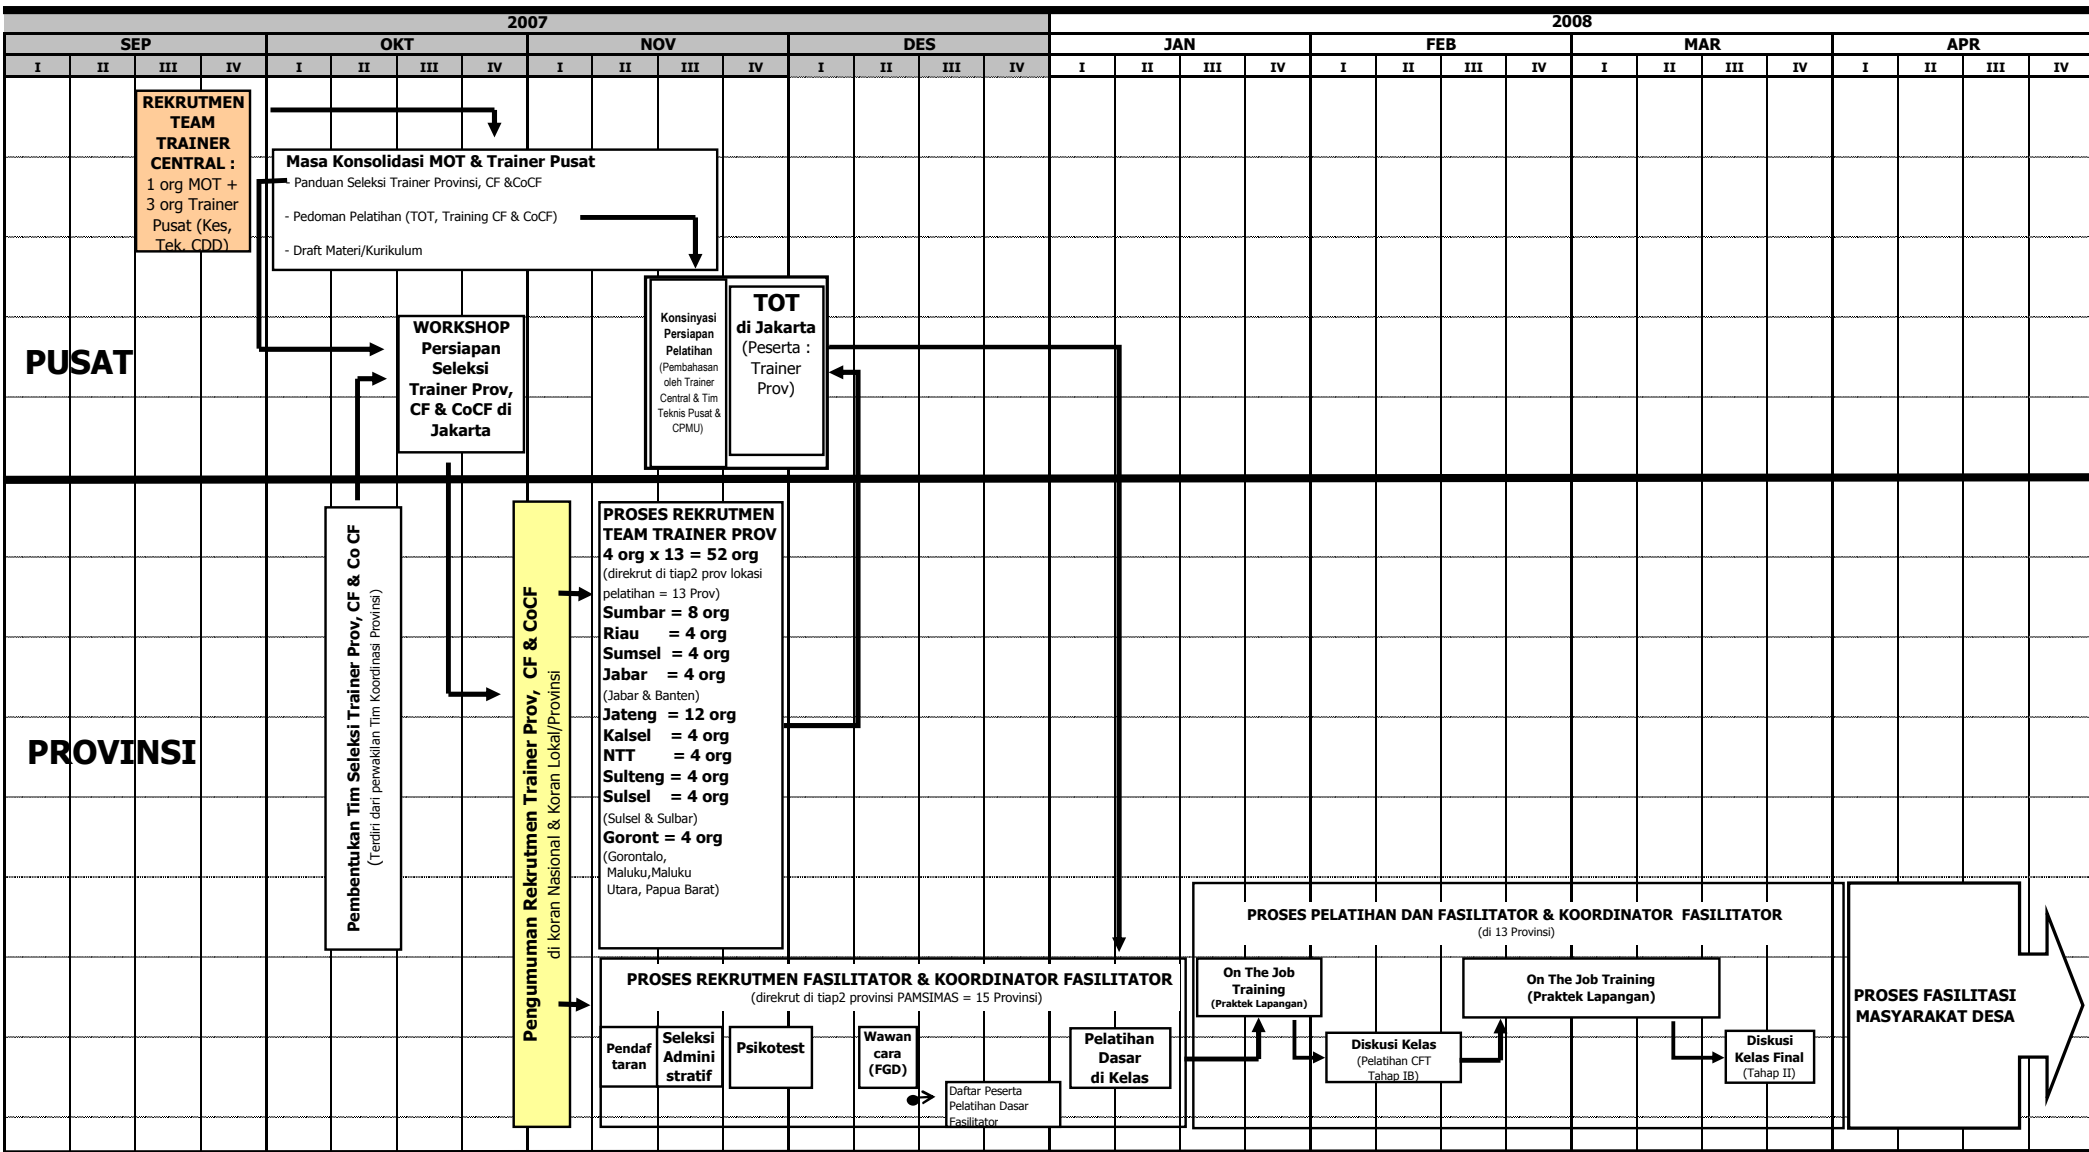 2007
2008
SEP
OKT
NOV
DES
JAN
FEB
MAR
APR
I II III IV I II III IV I II III IV I II III IV I II III IV I II III IV I II III IV I II III IV
REKRUTMEN
TEAM
TRAINER
CENTRAL :
1 org MOT +
3 org Trainer
Pusat (Kes,
Tek, CDD)
Masa Konsolidasi MOT & Trainer Pusat
- Panduan Seleksi Trainer Provinsi, CF &CoCF
- Pedoman Pelatihan (TOT, Training CF & CoCF)
- Draft Materi/Kurikulum
PUSAT
WORKSHOP
Persiapan
Seleksi
Trainer Prov,
CF & CoCF di
Jakarta
Konsinyasi
Persiapan
Pelatihan
(Pembahasan
oleh Trainer
Central & Tim
Teknis Pusat &
CPMU)
TOT
di Jakarta
(Peserta :
Trainer
Prov)
PROVINSI
Pembentukan Tim Seleksi Trainer Prov, CF & Co CF
(Terdiri dari perwakilan Tim Koordinasi Provinsi)
Pengumuman Rekrutmen Trainer Prov, CF & CoCF
di koran Nasional & Koran Lokal/Provinsi
PROSES REKRUTMEN
TEAM TRAINER PROV
4 org x 13 = 52 org
(direkrut di tiap2 prov lokasi
pelatihan = 13 Prov)
Sumbar = 8 org
Riau = 4 org
Sumsel = 4 org
Jabar = 4 org
(Jabar & Banten)
Jateng = 12 org
Kalsel = 4 org
NTT = 4 org
Sulteng = 4 org
Sulsel = 4 org
(Sulsel & Sulbar)
Goront = 4 org
(Gorontalo,
Maluku,Maluku
Utara, Papua Barat)
PROSES REKRUTMEN FASILITATOR & KOORDINATOR FASILITATOR
(direkrut di tiap2 provinsi PAMSIMAS = 15 Provinsi)
Pendaf
taran
Seleksi
Admini
stratif
Psikotest
Wawan
cara
(FGD)
Daftar Peserta
Pelatihan Dasar
Fasilitator
Pelatihan
Dasar
di Kelas
PROSES PELATIHAN DAN FASILITATOR & KOORDINATOR FASILITATOR
(di 13 Provinsi)
On The Job
Training
(Praktek Lapangan)
Diskusi Kelas
(Pelatihan CFT
Tahap IB)
On The Job Training
(Praktek Lapangan)
Diskusi
Kelas Final
(Tahap II)
PROSES FASILITASI
MASYARAKAT DESA